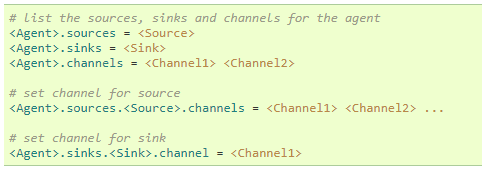 # list the sources, sinks and channels for the agent
<Agent>.sources = <Source>
<Agent>.sinks = <Sink>
<Agent>.channels = <Channel1> <Channel2>
# set channel for source
<Agent>.sources.<Source>.channels = <Channel1> <Channel2> ...
# set channel for sink
<Agent>.sinks.<Sink>.channel = <Channel1>